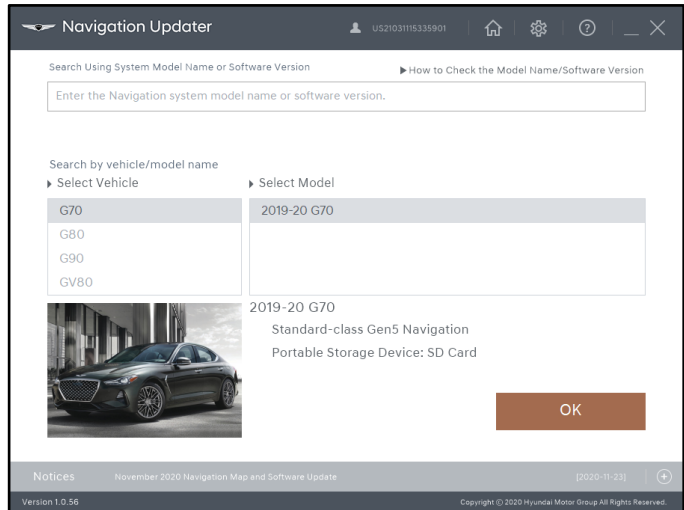 Navigation Updater
US21031115335901
Search Using System Model Name or Software Version
▶How to Check the Model Name/Software Version
Enter the Navigation system model name or software version.
Search by vehicle/model name
▶ Select Vehicle
▶ Select Model
G70
2019-20 G70
G80
G90
GV80
2019-20 G70
Standard-class Gen5 Navigation
Portable Storage Device: SD Card
OK
Notices
November 2020 Navigation Map and Software Update
[2020-11-23]
Version 1.0.56
Copyright ⓒ 2020 Hyundai Motor Group All Rights Reserved.